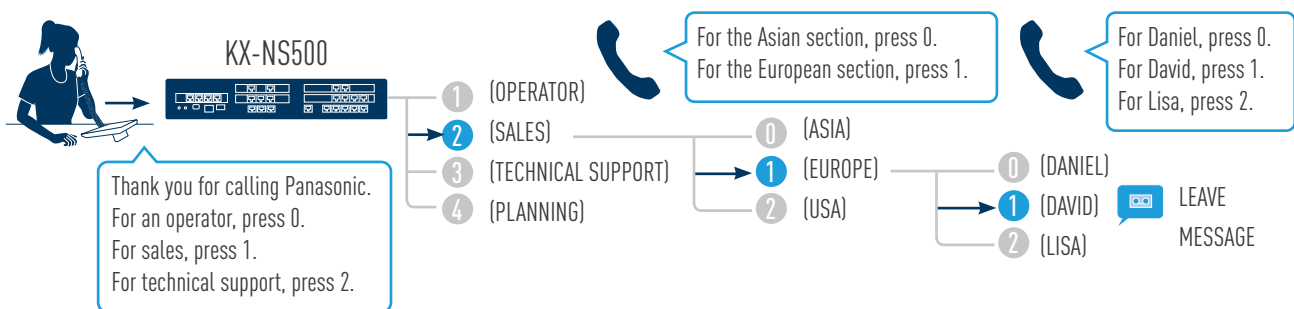 KX-NS500
Thank you for calling Panasonic.
For an operator, press 0.
For sales, press 1.
For technical support, press 2.
1 (OPERATOR)
2 (SALES)
3 (TECHNICAL SUPPORT)
4 (PLANNING)
For the Asian section, press 0.
For the European section, press 1.
0 (ASIA)
1 (EUROPE)
2 (USA)
For Daniel, press 0.
For David, press 1.
For Lisa, press 2.
0 (DANIEL)
1 (DAVID)
2 (LISA)
LEAVE
MESSAGE